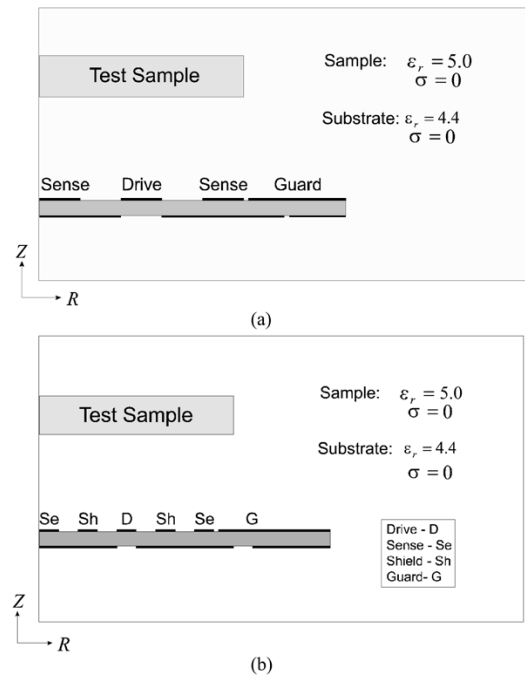 Test Sample
Sample: εr = 5.0
σ = 0
Substrate: εr = 4.4
σ = 0
Sense Drive Sense Guard
Z
R
(a)
Test Sample
Sample: εr = 5.0
σ = 0
Substrate: εr = 4.4
σ = 0
Se Sh D Sh Se G
Drive - D
Sense - Se
Shield - Sh
Guard- G
Z
R
(b)